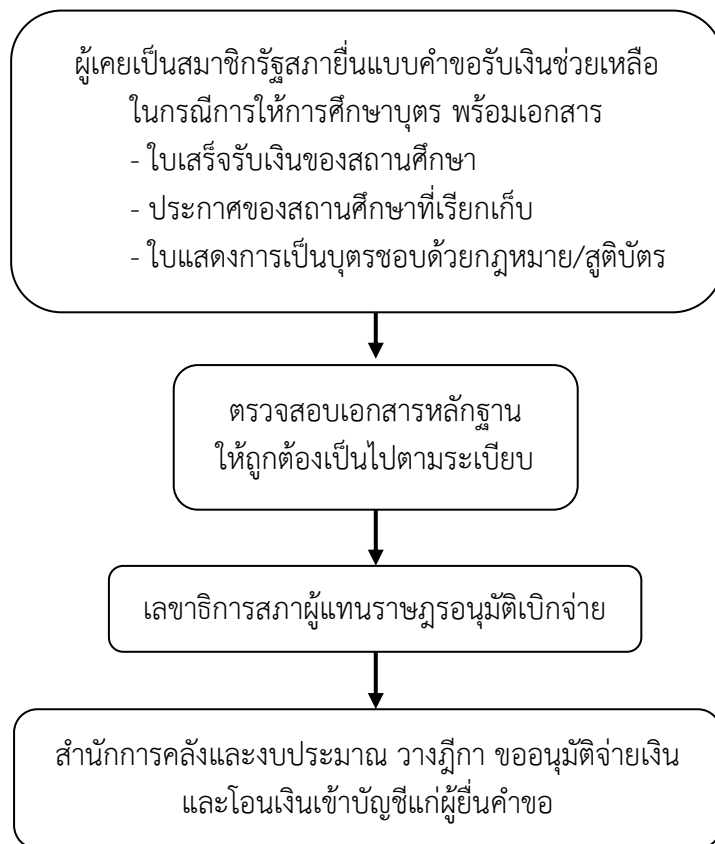 ผู้เคยเป็นสมาชิกรัฐสภายื่นแบบคำขอรับเงินช่วยเหลือ
ในกรณีการให้การศึกษาบุตร พร้อมเอกสาร
- ใบเสร็จรับเงินของสถานศึกษา
- ประกาศของสถานศึกษาที่เรียกเก็บ
- ใบแสดงการเป็นบุตรชอบด้วยกฎหมาย/สูติบัตร
ตรวจสอบเอกสารหลักฐาน
ให้ถูกต้องเป็นไปตามระเบียบ
เลขาธิการสภาผู้แทนราษฎรอนุมัติเบิกจ่าย
สำนักการคลังและงบประมาณ วางฎีกา ขออนุมัติจ่ายเงิน
และโอนเงินเข้าบัญชีแก่ผู้ยื่นคำขอ